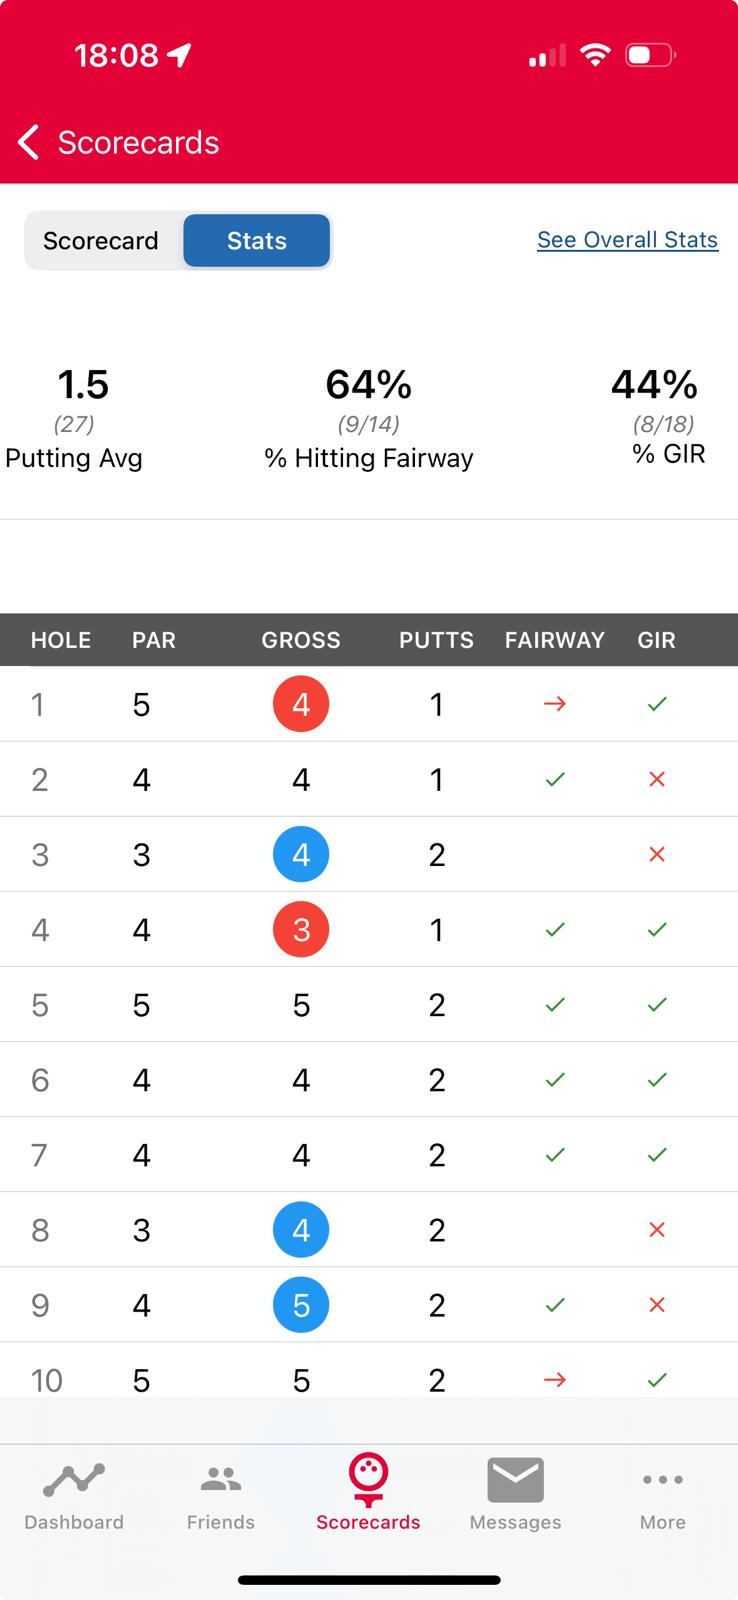 18:08
Scorecards
Scorecard Stats See Overall Stats
1.5 64% 44%
(27) (9/14) (8/18)
Putting Avg % Hitting Fairway % GIR
HOLE PAR GROSS PUTTS FAIRWAY GIR
1 5 4 1 → ✓
2 4 4 1 ✓ ×
3 3 4 2 ×
4 4 3 1 ✓ ✓
5 5 5 2 ✓ ✓
6 4 4 2 ✓ ✓
7 4 4 2 ✓ ✓
8 3 4 2 ×
9 4 5 2 ✓ ×
10 5 5 2 → ✓
Dashboard Friends Scorecards Messages More